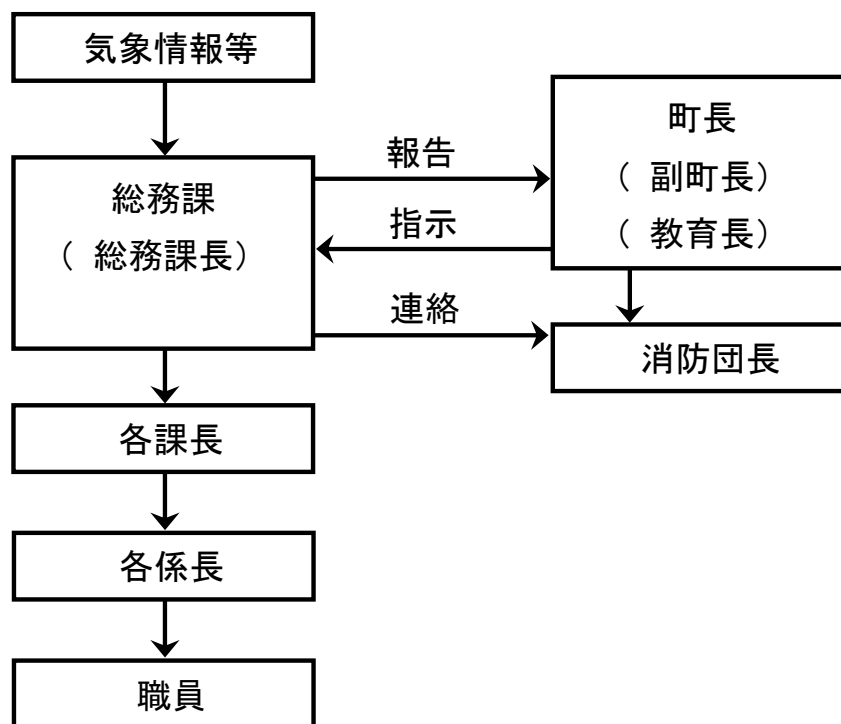 気象情報等
町長
（ 副町長）
（ 教育長）
報告
総務課
（ 総務課長）
指示
連絡
消防団長
各課長
各係長
職員